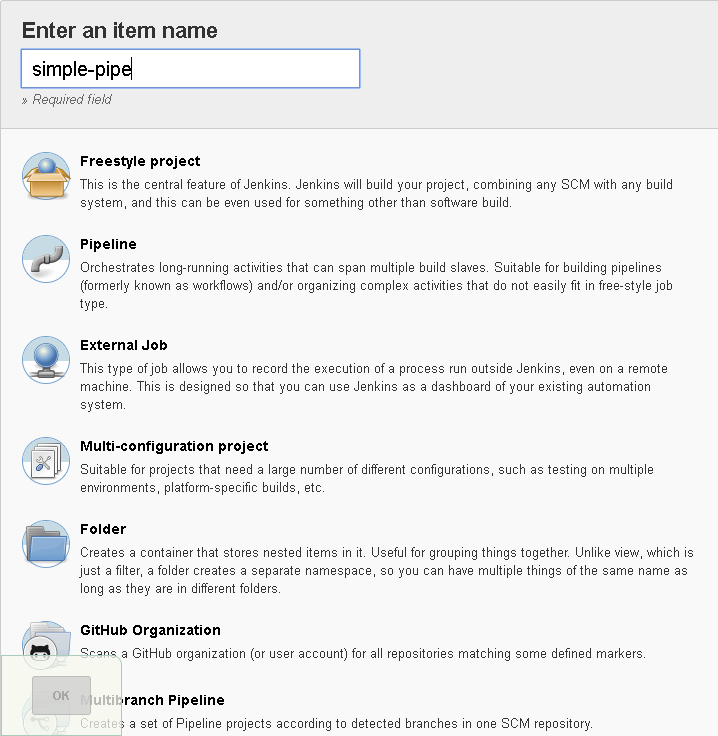 Enter an item name
simple-pipe
» Required field
Freestyle project
This is the central feature of Jenkins. Jenkins will build your project, combining any SCM with any build
system, and this can be even used for something other than software build.
Pipeline
Orchestrates long-running activities that can span multiple build slaves. Suitable for building pipelines
(formerly known as workflows) and/or organizing complex activities that do not easily fit in free-style job
type.
External Job
This type of job allows you to record the execution of a process run outside Jenkins, even on a remote
machine. This is designed so that you can use Jenkins as a dashboard of your existing automation
system.
Multi-configuration project
Suitable for projects that need a large number of different configurations, such as testing on multiple
environments, platform-specific builds, etc.
Folder
Creates a container that stores nested items in it. Useful for grouping things together. Unlike view, which is
just a filter, a folder creates a separate namespace, so you can have multiple things of the same name as
long as they are in different folders.
GitHub Organization
Scans a GitHub organization (or user account) for all repositories matching some defined markers.
OK
Multibranch Pipeline
Creates a set of Pipeline projects according to detected branches in one SCM repository.